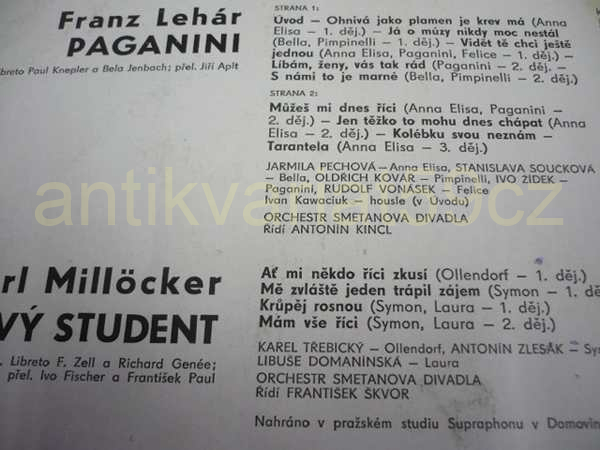 Franz Lehár
PAGANINI
ibreto Paul Knepler a Bela Jenbach; přel. Jiří Aplt
STRANA 1:
Úvod – Ohnivá jako plamen je krev má (Anna
Elisa – 1. děj.) – Já o múzy nikdy moc nestál
(Bella, Pimpinelli – 1. děj.) – Vidět tě chci ještě
jednou (Anna Elisa, Paganini, Felice – 1. děj.) –
Líbám, ženy, vás tak rád (Paganini – 2. děj.) –
S námi to je marné (Bella, Pimpinelli – 2. děj.)
STRANA 2:
Můžeš mi dnes říci (Anna Elisa, Paganini –
2. děj.) – Jen těžko to mohu dnes chápat (Anna
Elisa – 2. děj.) – Kolébku svou neznám –
Tarantela (Anna Elisa – 3. děj.)
JARMILA PECHOVÁ – Anna Elisa, STANISLAVA SOUČKOVÁ
– Bella, OLDŘICH KOVÁŘ – Pimpinelli, IVO ŽÍDEK –
Paganini, RUDOLF VONÁSEK – Felice
Ivan Kawaciuk – housle (v Úvodu)
ORCHESTR SMETANOVA DIVADLA
Řídí ANTONÍN KINCL
antikva cz
rl Millöcker
VÝ STUDENT
. Libreto F. Zell a Richard Genée;
přel. Ivo Fischer a František Paul
Ať mi někdo říci zkusí (Ollendorf – 1. děj.)
Mě zvláště jeden trápil zájem (Symon – 1. dě
Krůpěj rosnou (Symon, Laura – 1. děj.)
Mám vše říci (Symon, Laura – 2. děj.)
KAREL TŘEBICKÝ – Ollendorf, ANTONÍN ZLESÁK – Sy
LIBUŠE DOMANÍNSKÁ – Laura
ORCHESTR SMETANOVA DIVADLA
Řídí FRANTIŠEK ŠKVOR
Nahráno v pražském studiu Supraphonu v Domovin